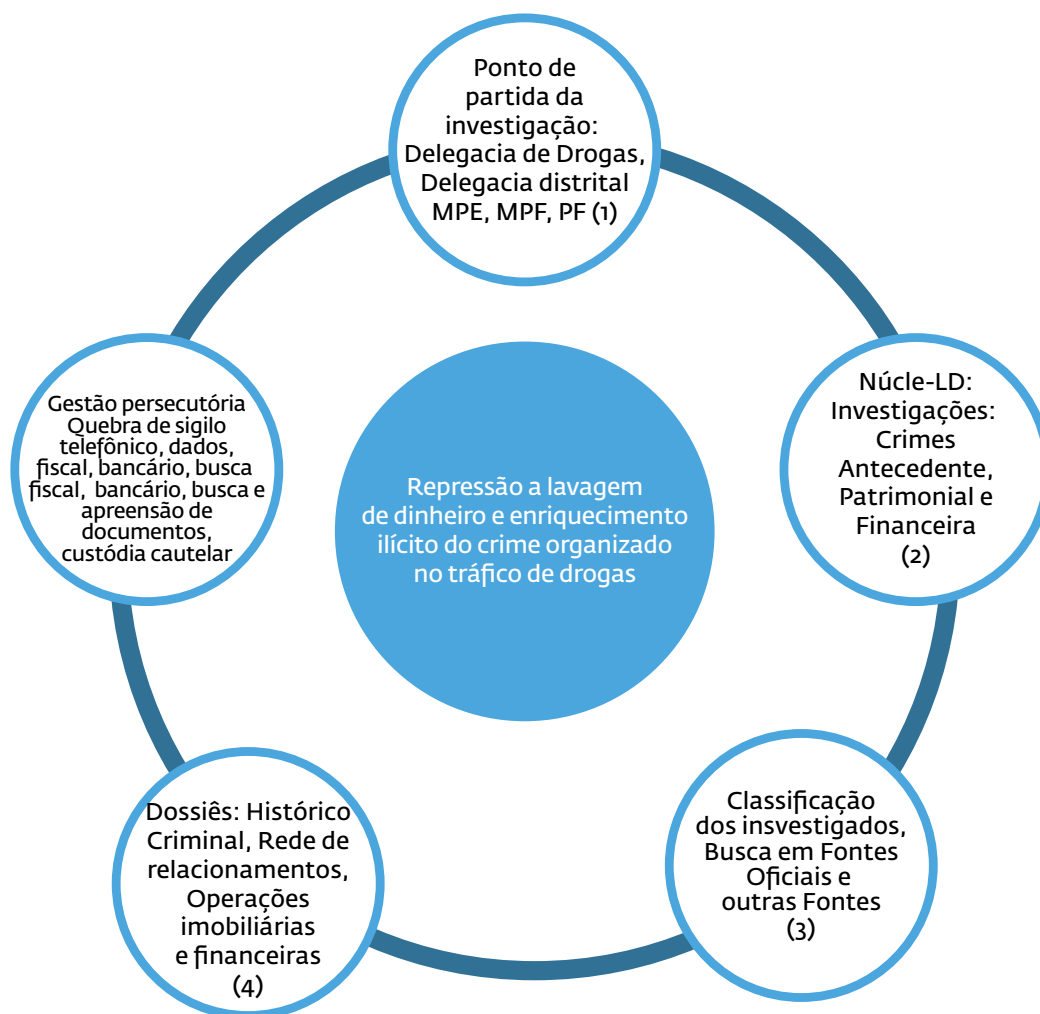 Ponto de
partida da
investigação:
Delegacia de Drogas,
Delegacia distrital
MPE, MPF, PF (1)
Núcle-LD:
Investigações:
Crimes
Antecedente,
Patrimonial e
Financeira
(2)
Classificação
dos insvestigados,
Busca em Fontes
Oficiais e
outras Fontes
(3)
Dossiês: Histórico
Criminal, Rede de
relacionamentos,
Operações
imobiliárias
e financeiras
(4)
Gestão persecutória
Quebra de sigilo
telefônico, dados,
fiscal, bancário, busca
fiscal, bancário, busca e
apreensão de
documentos,
custódia cautelar
Repressão a lavagem
de dinheiro e enriquecimento
ilícito do crime organizado
no tráfico de drogas